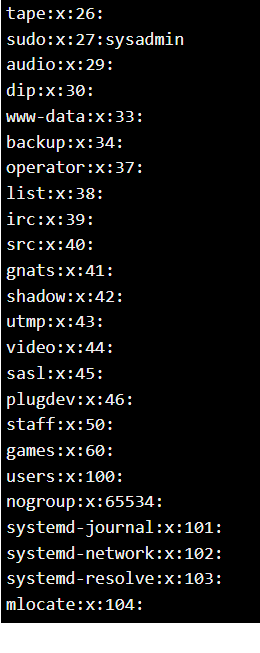 tape:x:26:
sudo:x:27:sysadmin
audio:x:29:
dip:x:30:
www-data:x:33:
backup:x:34:
operator:x:37:
list:x:38:
irc:x:39:
src:x:40:
gnats:x:41:
shadow:x:42:
utmp:x:43:
video:x:44:
sasl:x:45:
plugdev:x:46:
staff:x:50:
games:x:60:
users:x:100:
nogroup:x:65534:
systemd-journal:x:101:
systemd-network:x:102:
systemd-resolve:x:103:
mlocate:x:104: